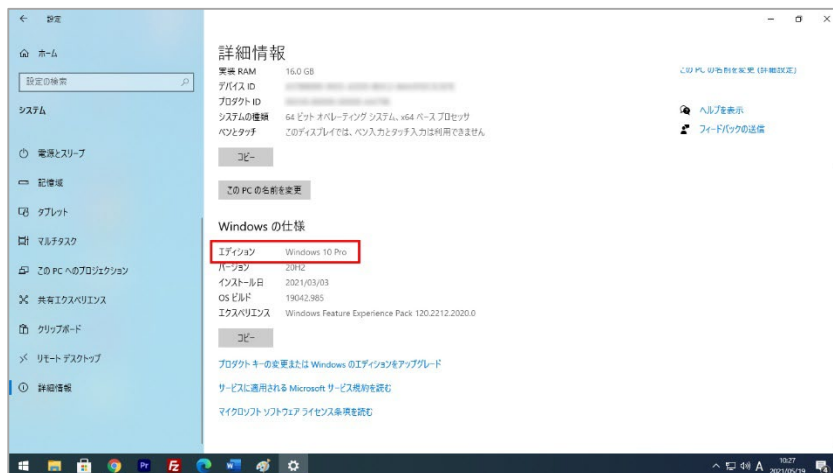 設定
ホーム
設定の検索
システム
電源とスリープ
記憶域
タブレット
マルチタスク
この PC へのプロジェクション
共有エクスペリエンス
クリップボード
リモート デスクトップ
詳細情報
詳細情報
実装 RAM 16.0 GB
デバイス ID
プロダクト ID
システムの種類 64 ビット オペレーティング システム、x64 ベース プロセッサ
ペンとタッチ このディスプレイでは、ペン入力とタッチ入力は利用できません
コピー
この PC の名前を変更
Windows の仕様
エディション Windows 10 Pro
バージョン 20H2
インストール日 2021/03/03
OS ビルド 19042.985
エクスペリエンス Windows Feature Experience Pack 120.2212.2020.0
コピー
プロダクト キーの変更または Windows のエディションをアップグレード
サービスに適用される Microsoft サービス規約を読む
マイクロソフト ソフトウェア ライセンス条項を読む
この PC の名前を変更 (詳細設定)
ヘルプを表示
フィードバックの送信
Pr
A
10:27
2021/05/19